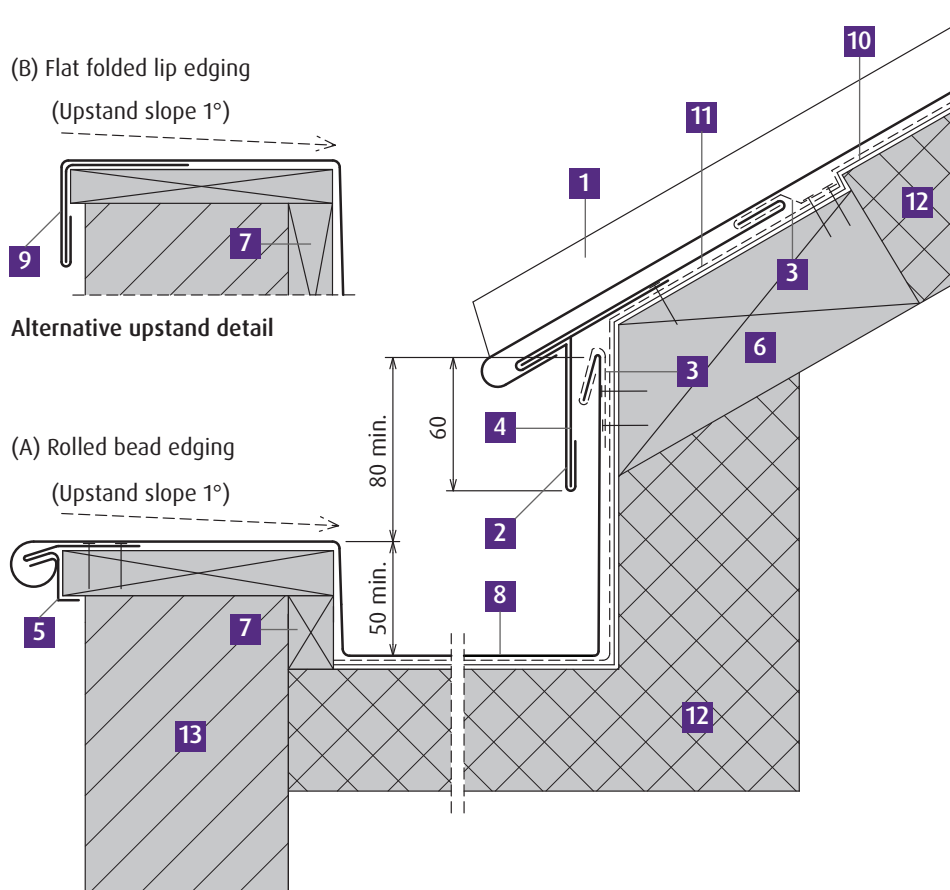 (B) Flat folded lip edging
(Upstand slope 1°)
9
7
Alternative upstand detail
10
11
1
12
3
6
3
4
2
80 min.
60
(A) Rolled bead edging
(Upstand slope 1°)
50 min.
8
5
7
13
12